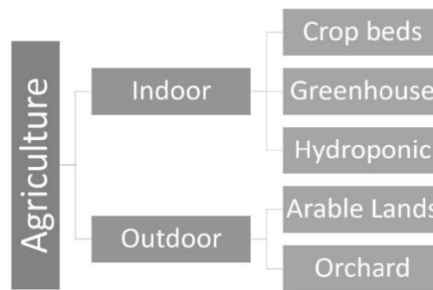 Agriculture
Indoor
Crop beds
Greenhouse
Hydroponic
Outdoor
Arable Lands
Orchard